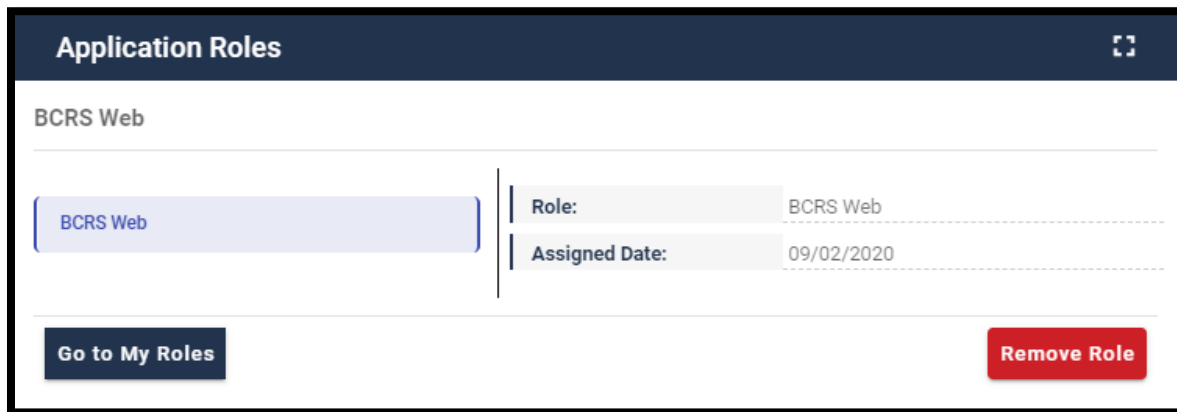 Application Roles
BCRS Web
BCRS Web
Role: BCRS Web
Assigned Date: 09/02/2020
Go to My Roles Remove Role